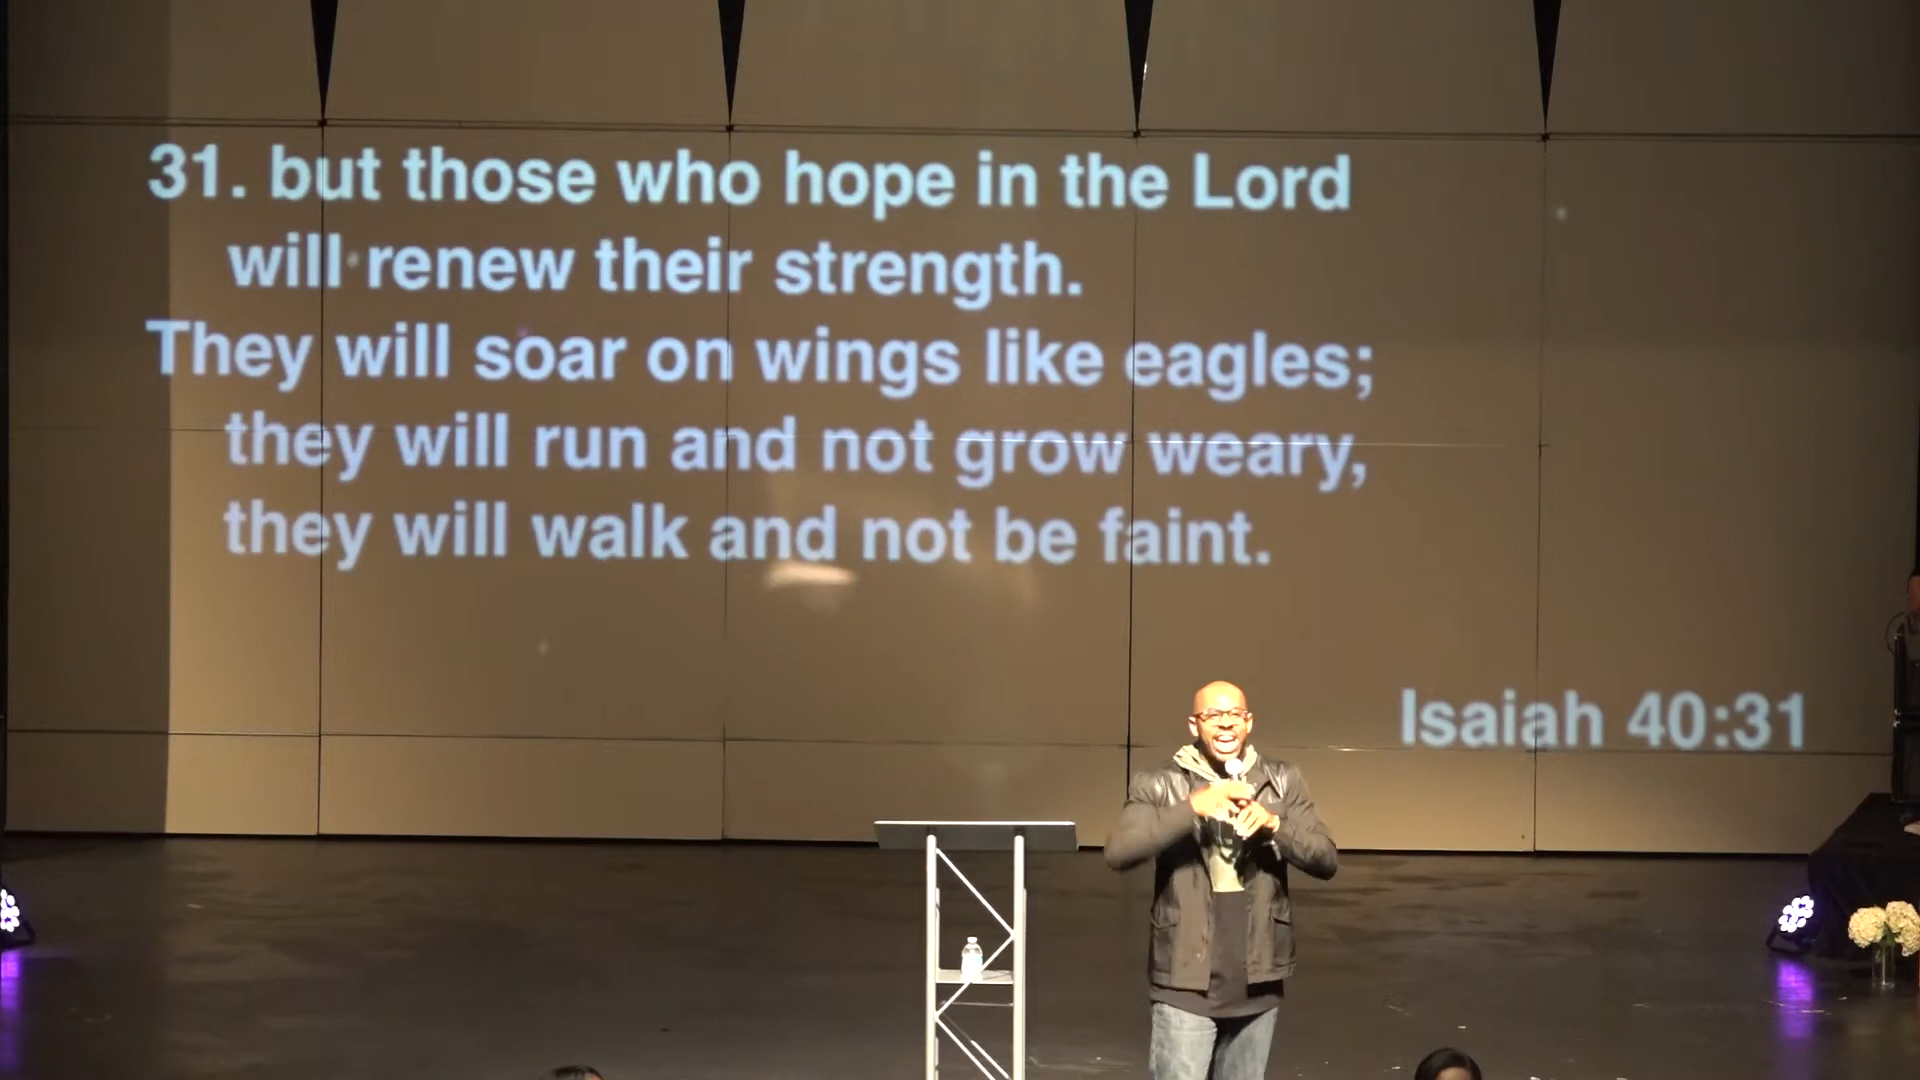 31. but those who hope in the Lord
will renew their strength.
They will soar on wings like eagles;
they will run and not grow weary,
they will walk and not be faint.
Isaiah 40:31